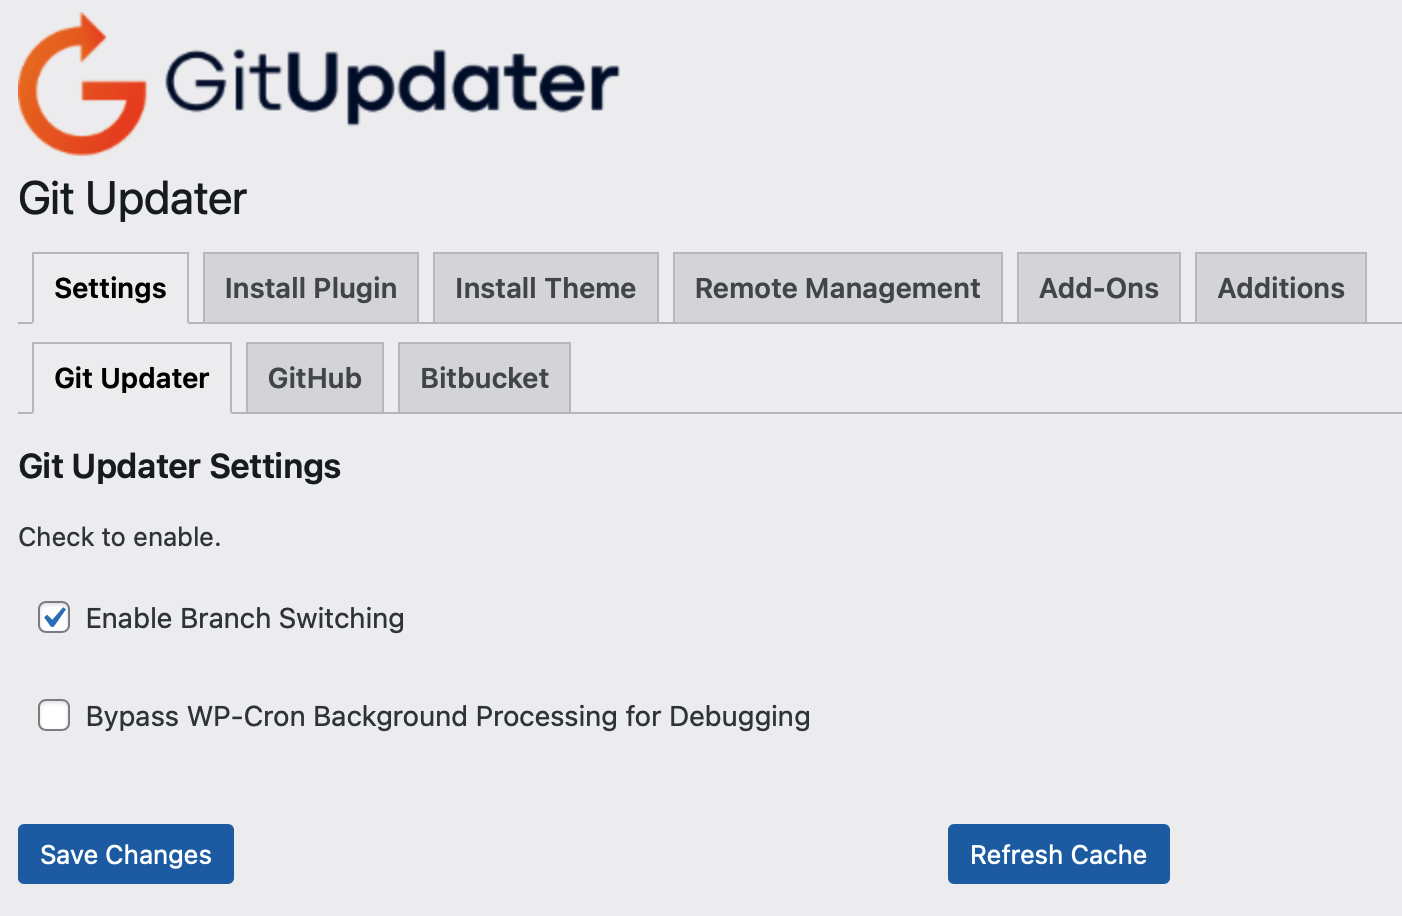 GitUpdater
Git Updater
Settings Install Plugin Install Theme Remote Management Add-Ons Additions
Git Updater GitHub Bitbucket
Git Updater Settings
Check to enable.
Enable Branch Switching
Bypass WP-Cron Background Processing for Debugging
Save Changes Refresh Cache